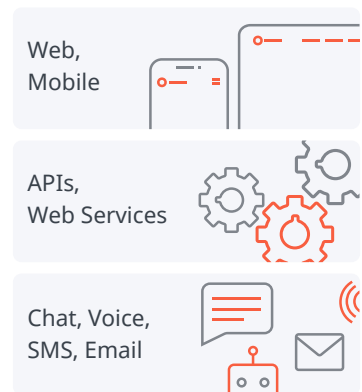 Web,
Mobile
APIs,
Web Services
Chat, Voice,
SMS, Email